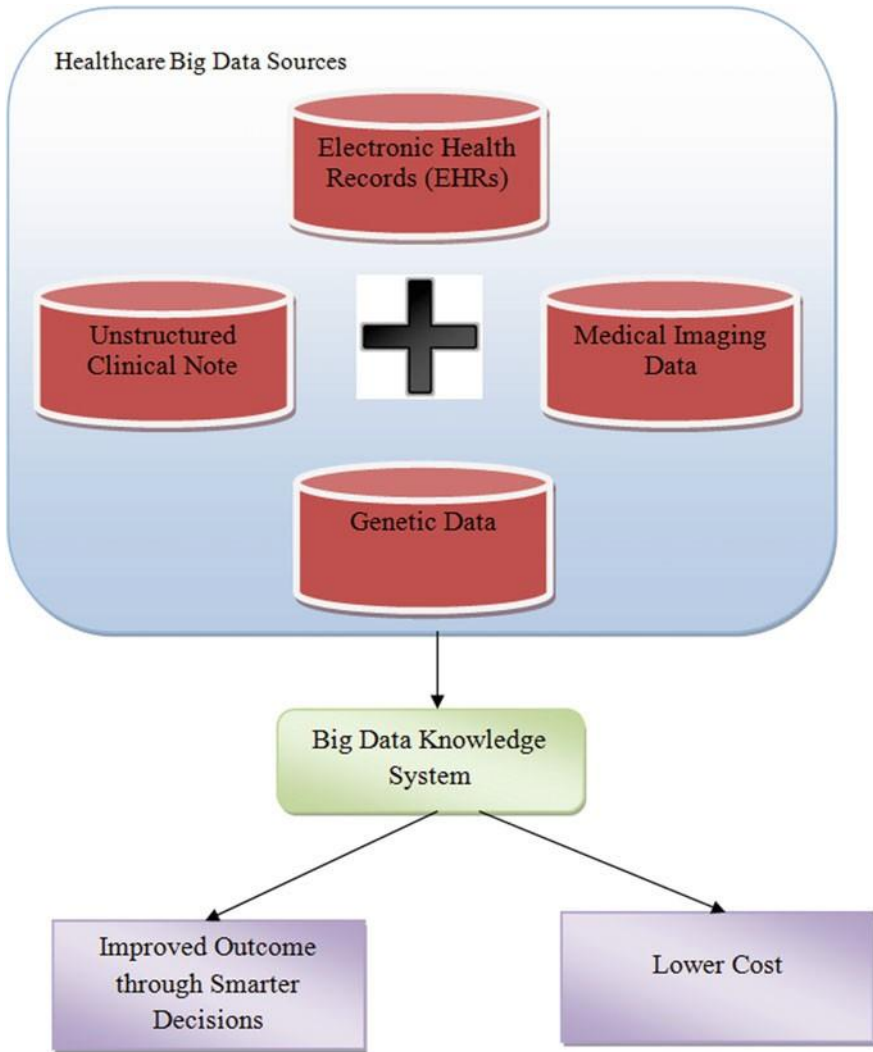 Healthcare Big Data Sources
Electronic Health
Records (EHRs)
Unstructured
Clinical Note
Medical Imaging
Data
Genetic Data
Big Data Knowledge
System
Improved Outcome
through Smarter
Decisions
Lower Cost